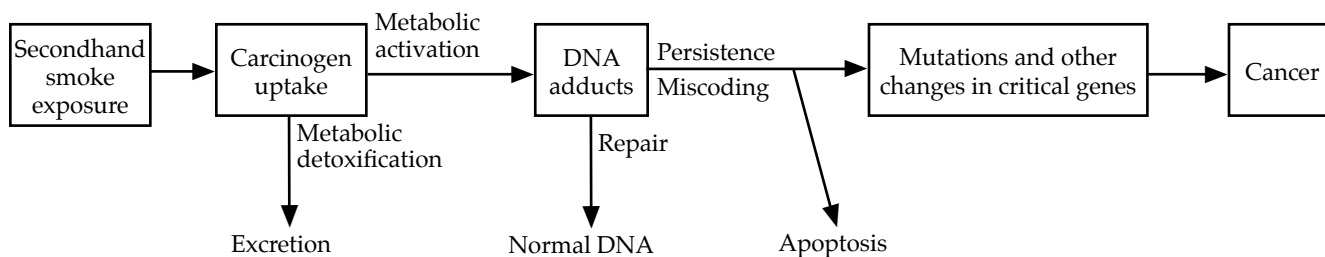 Secondhand
smoke
exposure
Carcinogen
uptake
Metabolic
activation
Metabolic
detoxification
Excretion
DNA
adducts
Persistence
Miscoding
Repair
Normal DNA
Apoptosis
Mutations and other
changes in critical genes
Cancer